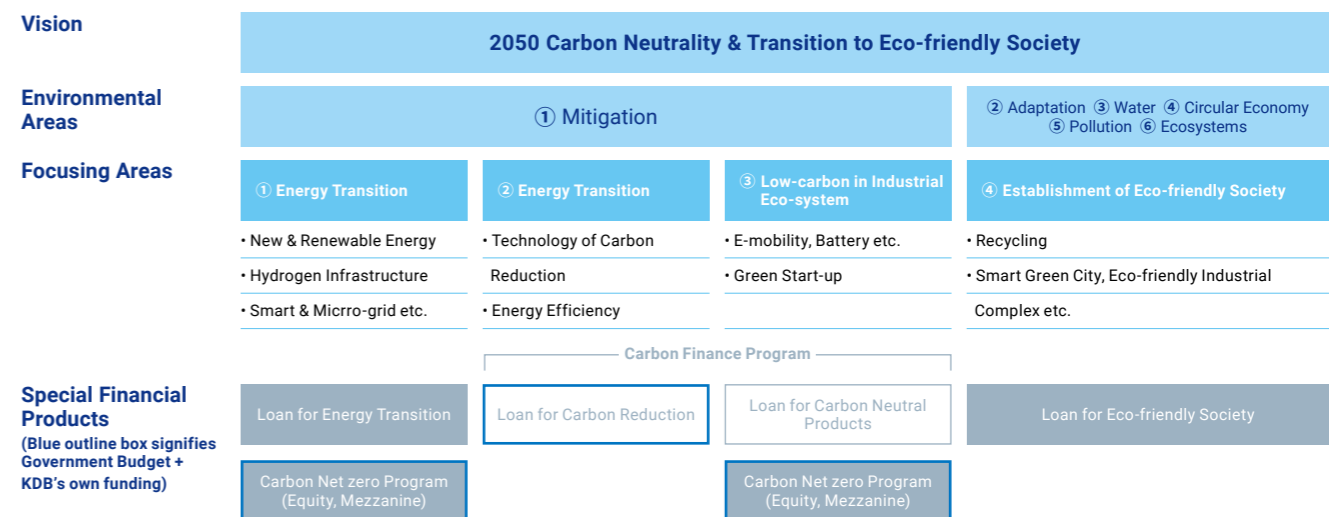 Vision
2050 Carbon Neutrality & Transition to Eco-friendly Society
Environmental
Areas
① Mitigation
② Adaptation ③ Water ④ Circular Economy
⑤ Pollution ⑥ Ecosystems
Focusing Areas
① Energy Transition
② Energy Transition
③ Low-carbon in Industrial
Eco-system
④ Establishment of Eco-friendly Society
• New & Renewable Energy
• Hydrogen Infrastructure
• Smart & Micrro-grid etc.
• Technology of Carbon
Reduction
• Energy Efficiency
• E-mobility, Battery etc.
• Green Start-up
• Recycling
• Smart Green City, Eco-friendly Industrial
Complex etc.
Carbon Finance Program
Special Financial
Products
(Blue outline box signifies
Government Budget +
KDB's own funding)
Loan for Energy Transition
Loan for Carbon Reduction
Loan for Carbon Neutral
Products
Loan for Eco-friendly Society
Carbon Net zero Program
(Equity, Mezzanine)
Carbon Net zero Program
(Equity, Mezzanine)